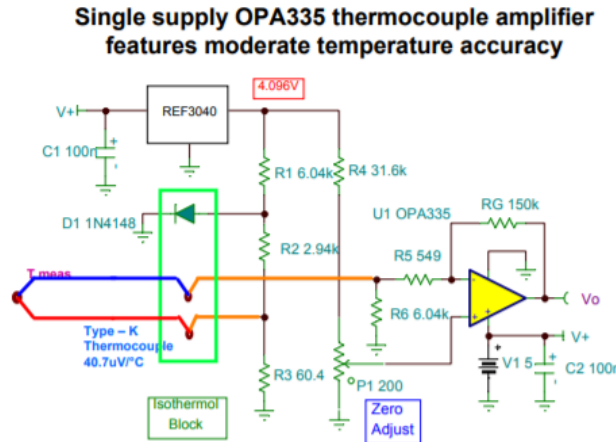 Single supply OPA335 thermocouple amplifier
features moderate temperature accuracy
4.096V
V+
REF3040
+
C1 100n
-
R1 6.04k
R4 31.6k
U1 OPA335
RG 150k
D1 1N4148
R2 2.94k
R5 549
-
+
+
Vo
T meas
R6 6.04k
Type – K
Thermocouple
40.7uV/°C
V+
+
V1 5
+
C2 100n
-
R3 60.4
P1 200
Isothermol
Block
Zero
Adjust